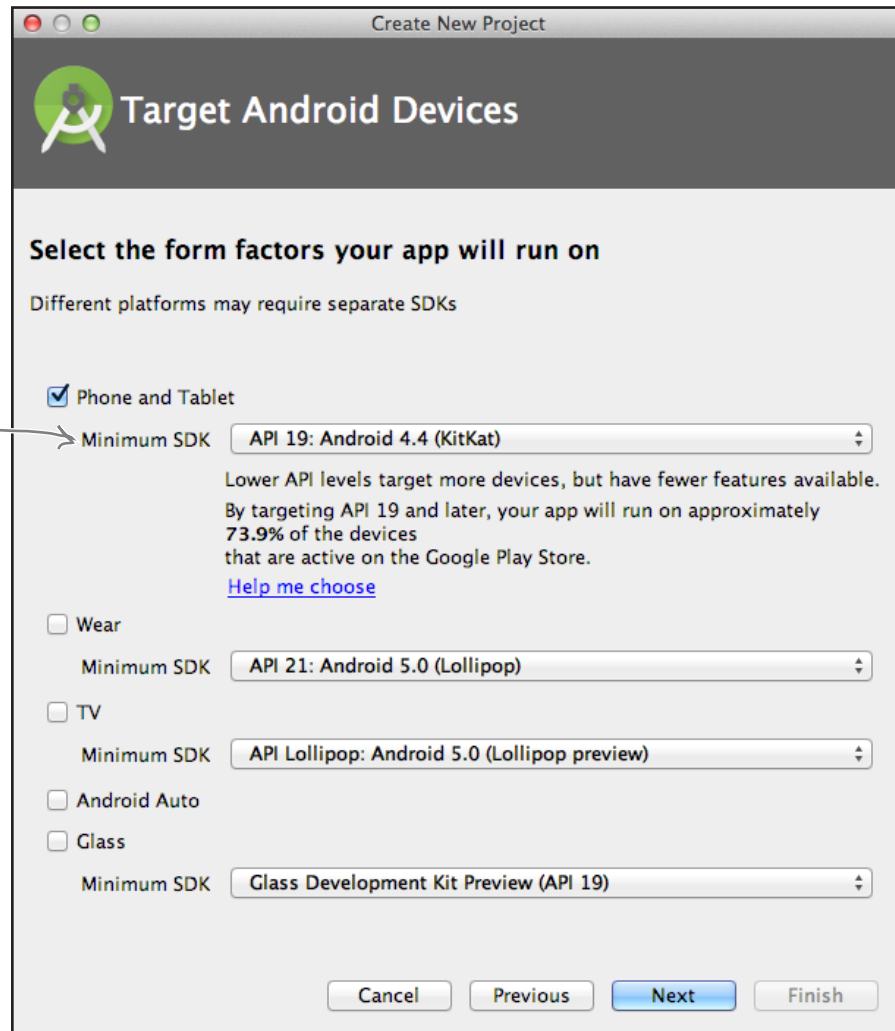 Create New Project
Target Android Devices
Select the form factors your app will run on
Different platforms may require separate SDKs
Phone and Tablet
Minimum SDK API 19: Android 4.4 (KitKat)
Lower API levels target more devices, but have fewer features available.
By targeting API 19 and later, your app will run on approximately
73.9% of the devices
that are active on the Google Play Store.
Help me choose
Wear
Minimum SDK API 21: Android 5.0 (Lollipop)
TV
Minimum SDK API Lollipop: Android 5.0 (Lollipop preview)
Android Auto
Glass
Minimum SDK Glass Development Kit Preview (API 19)
Cancel Previous Next Finish